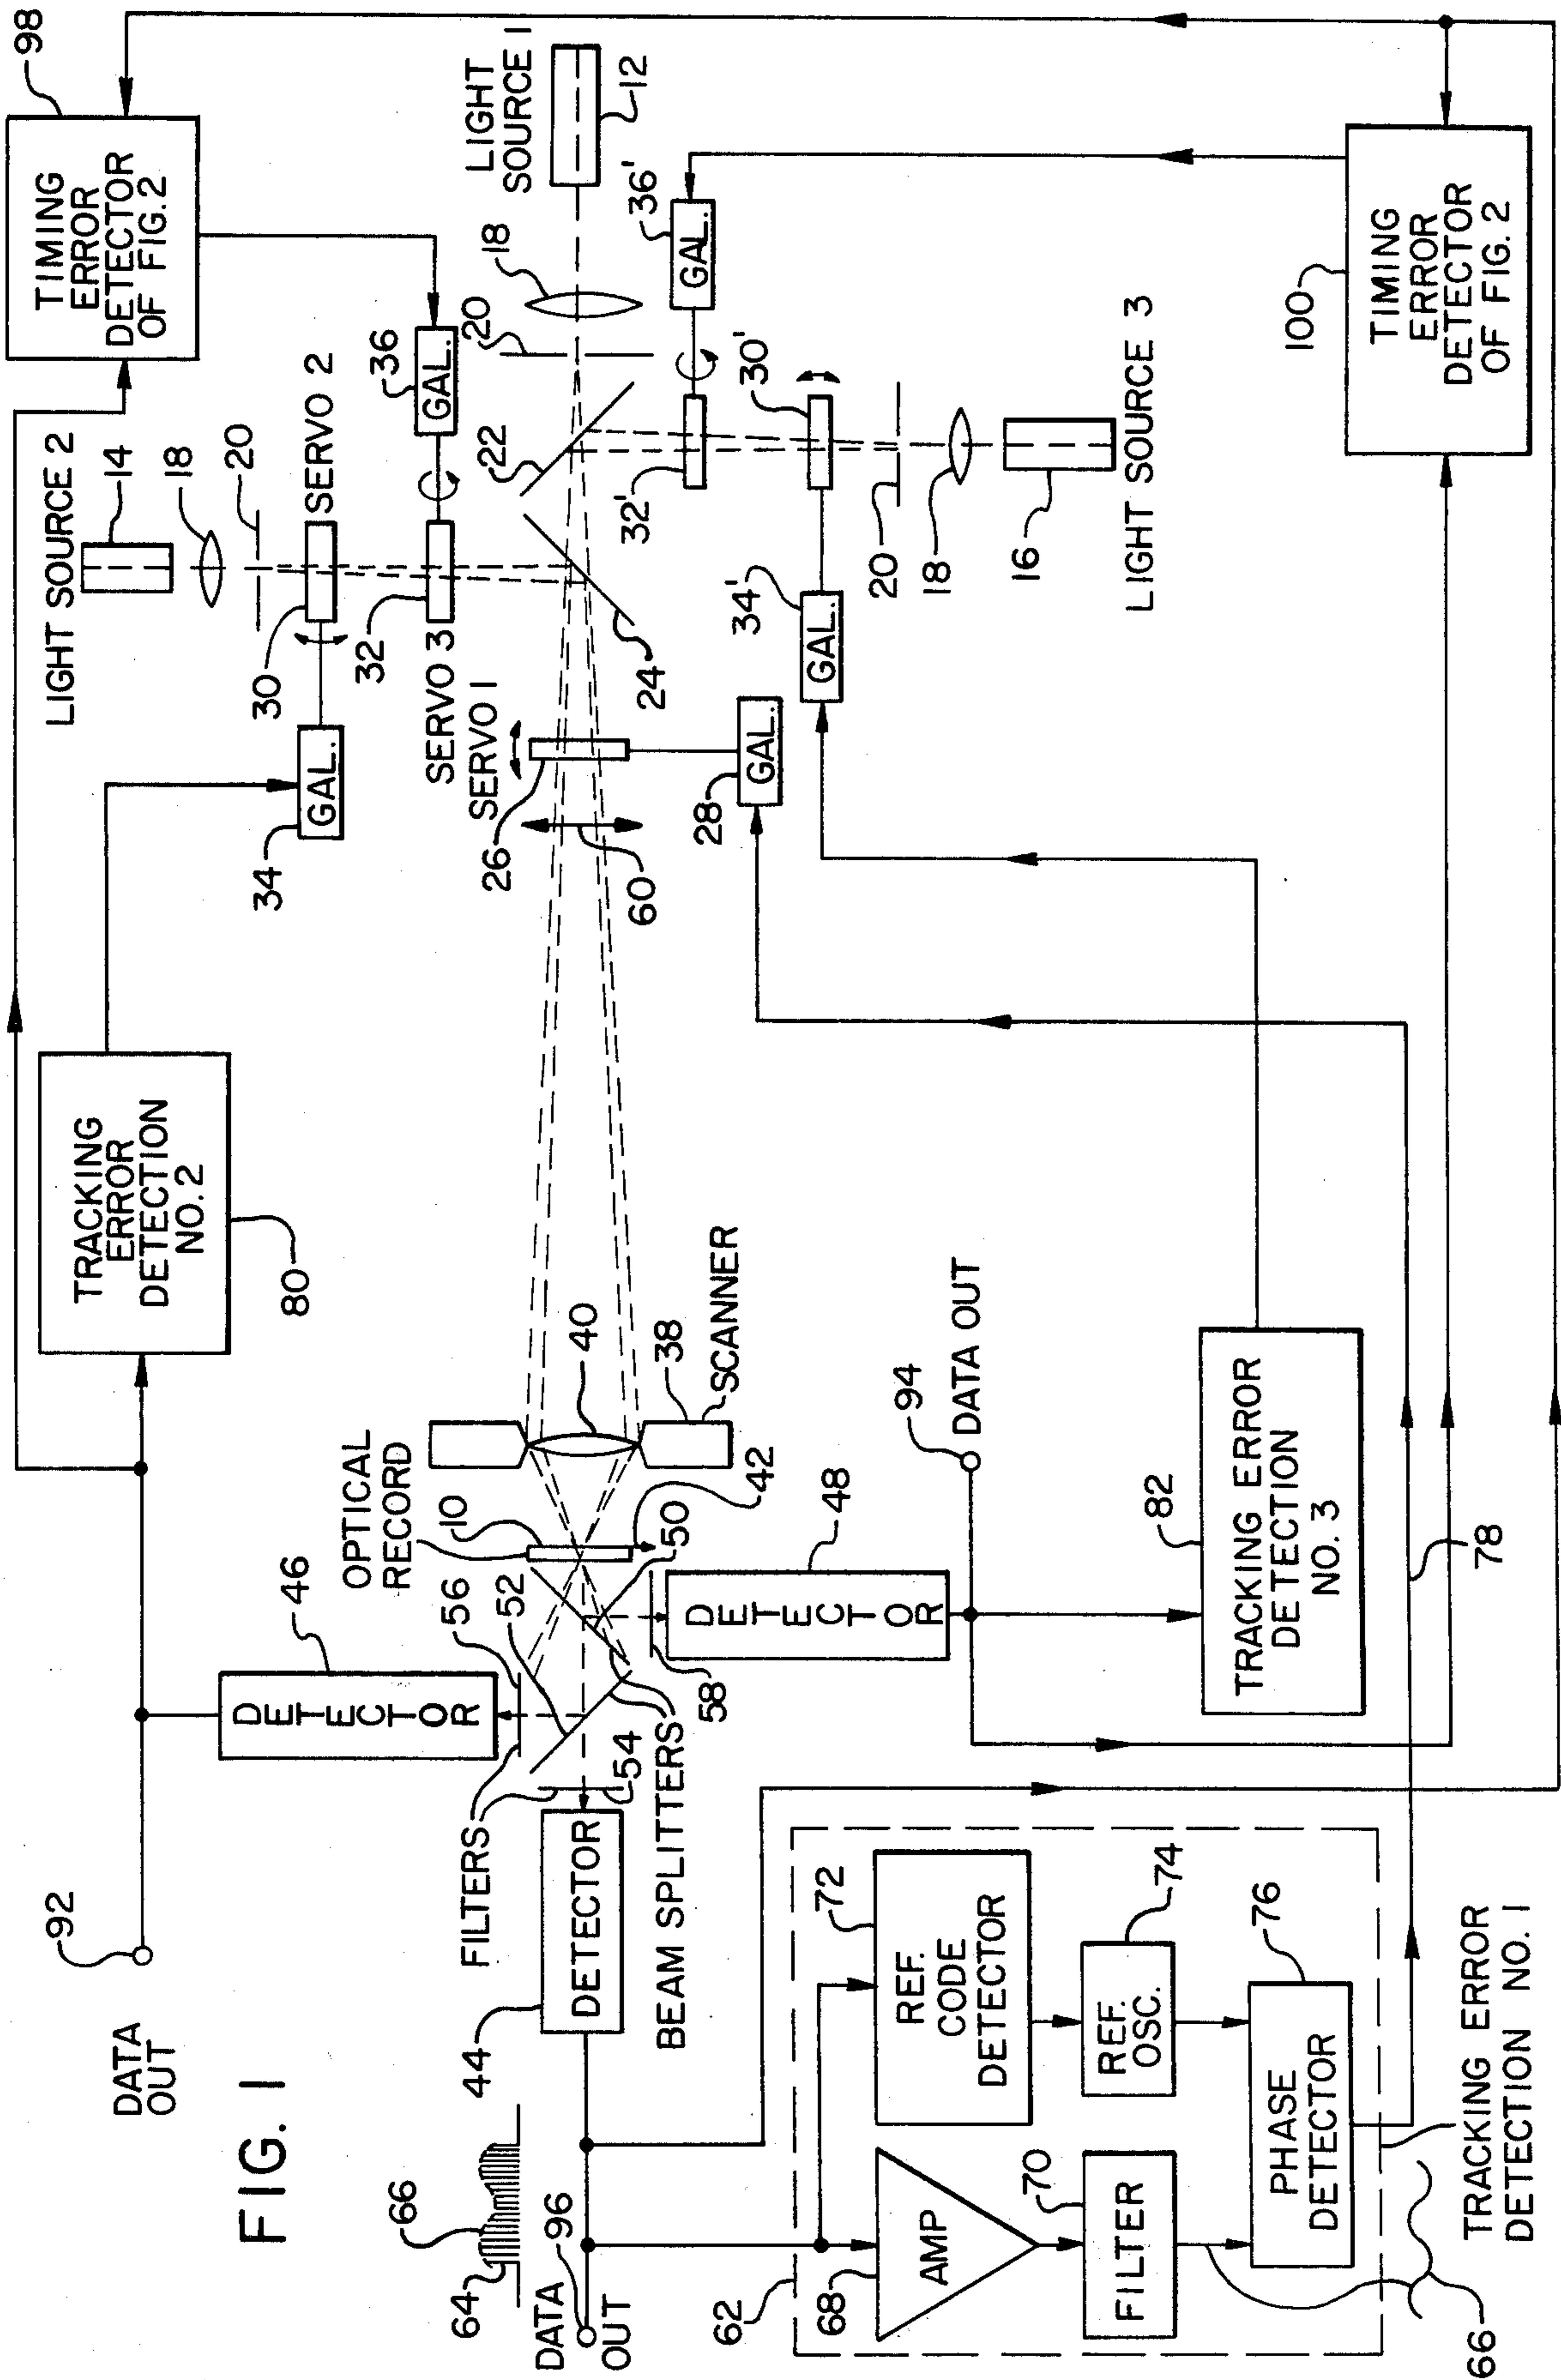 FIG. 1
DATA
OUT
92
TRACKING
ERROR
DETECTION
NO. 2
80
TIMING
ERROR
DETECTOR
OF FIG. 2
98
LIGHT SOURCE 2
14
18
20
30
SERVO 2
34
GAL.
32
SERVO 3
36
GAL.
LIGHT
SOURCE 1
12
18
20
22
24
SERVO 1
26
60
28
GAL.
36'
GAL.
32'
30'
34'
GAL.
20
18
16
LIGHT SOURCE 3
100
TIMING
ERROR
DETECTOR
OF FIG. 2
OPTICAL
RECORD
10
40
38
SCANNER
42
50
46
DETECTOR
56
52
FILTERS
54
58
BEAM SPLITTERS
48
DETECTOR
94
DATA OUT
82
TRACKING ERROR
DETECTION
NO. 3
78
44
DETECTOR
64
66
DATA
OUT
96
62
68
AMP
70
FILTER
72
REF.
CODE
DETECTOR
74
REF.
OSC.
76
PHASE
DETECTOR
66
TRACKING ERROR
DETECTION NO. 1